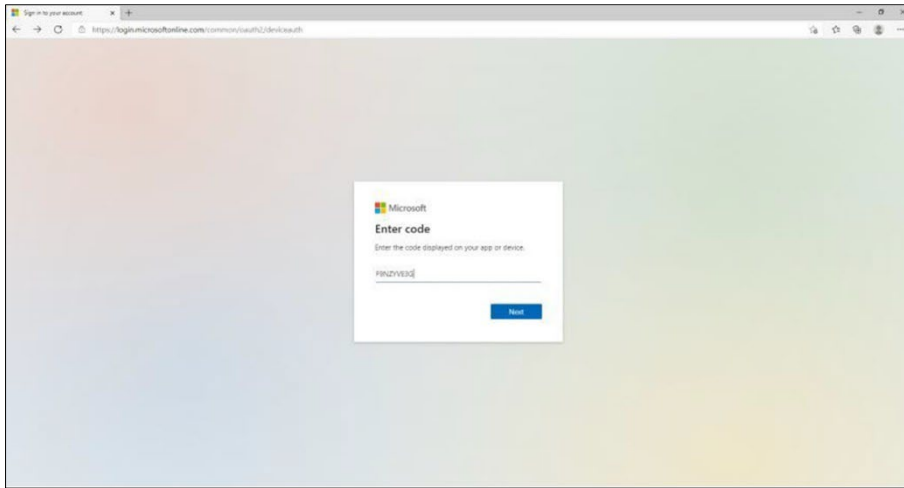 Sign in to your account
https://login.microsoftonline.com/common/oauth2/deviceauth
Microsoft
Enter code
Enter the code displayed on your app or device.
Next